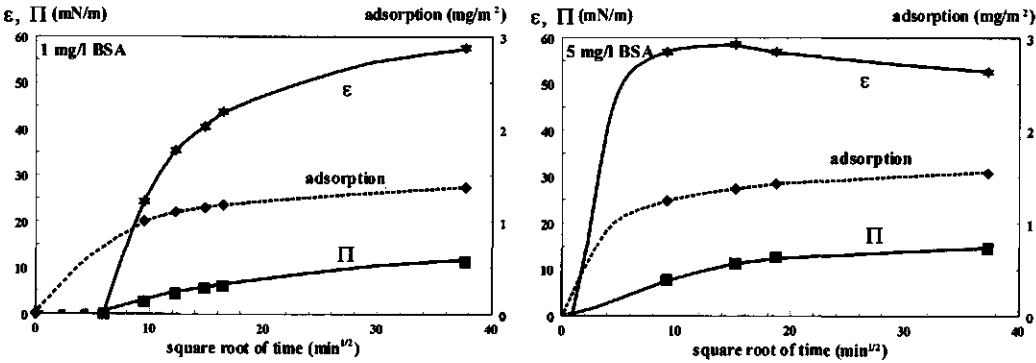 ε, Π (mN/m) adsorption (mg/m²)
60 3
1 mg/l BSA
50
ε
40 2
30
adsorption
20 1
Π
10
0 0
0 10 20 30 40
square root of time (min^1/2)
ε, Π (mN/m) adsorption (mg/m²)
60 3
5 mg/l BSA
50
ε
40 2
adsorption
30
20 1
Π
10
0 0
0 10 20 30 40
square root of time (min^1/2)